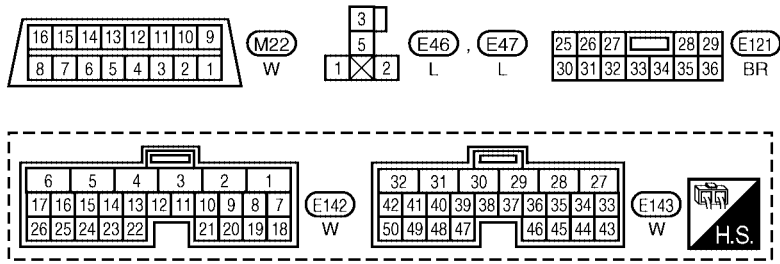 16 15 14 13 12 11 10 9
8 7 6 5 4 3 2 1
M22
W
3
5
1 2
E46 , E47
L L
25 26 27 28 29
30 31 32 33 34 35 36
E121
BR
6 5 4 3 2 1
17 16 15 14 13 12 11 10 9 8 7
26 25 24 23 22 21 20 19 18
E142
W
32 31 30 29 28 27
42 41 40 39 38 37 36 35 34 33
50 49 48 47 46 45 44 43
E143
W
H.S.